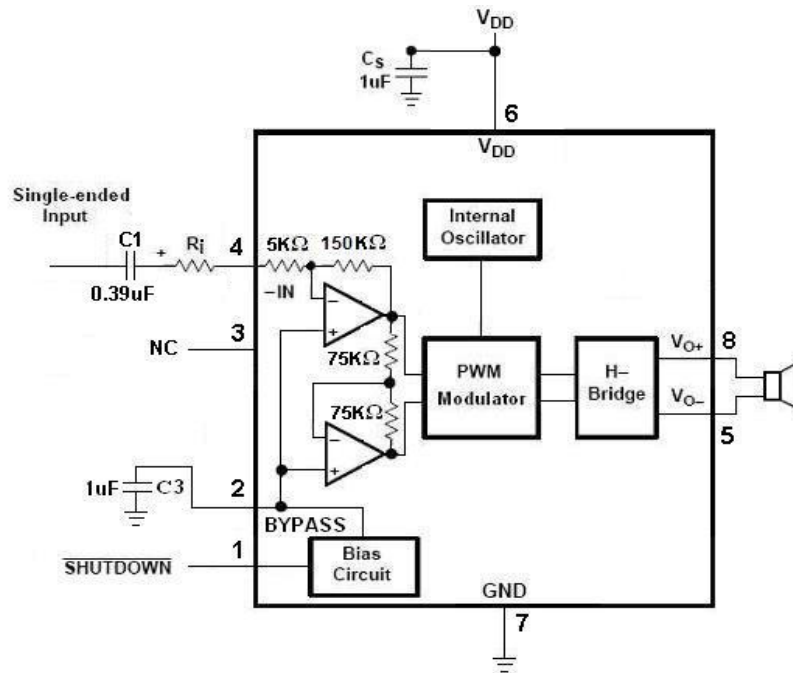 VDD
CS
1uF
6
VDD
Single-ended
Input
C1
+
Ri
4
5KΩ
150KΩ
0.39uF
−IN
−
+
Internal
Oscillator
NC
3
75KΩ
75KΩ
−
+
PWM
Modulator
H−
Bridge
VO+
8
VO−
5
1uF
C3
2
BYPASS
SHUTDOWN
1
Bias
Circuit
GND
7